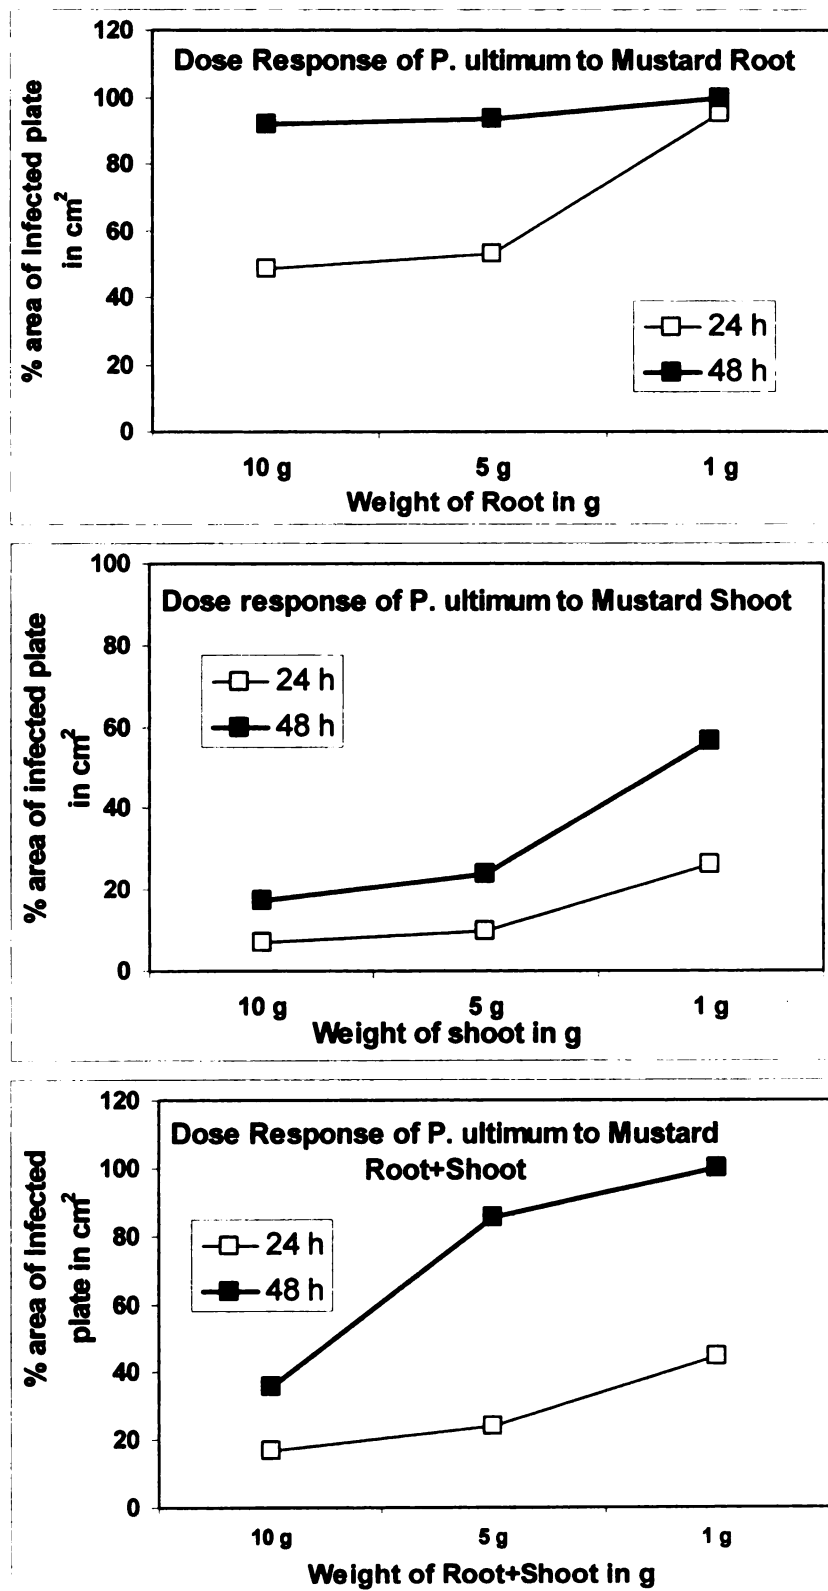 Dose Response of P. ultimum to Mustard Root
% area of Infected plate
in cm²
120
100
80
60
40
20
0
24 h
48 h
10 g 5 g 1 g
Weight of Root in g
Dose response of P. ultimum to Mustard Shoot
% area of infected plate
in cm²
100
80
60
40
20
0
24 h
48 h
10 g 5 g 1 g
Weight of shoot in g
Dose Response of P. ultimum to Mustard
Root+Shoot
% area of Infected
plate in cm²
120
100
80
60
40
20
0
24 h
48 h
10 g 5 g 1 g
Weight of Root+Shoot in g